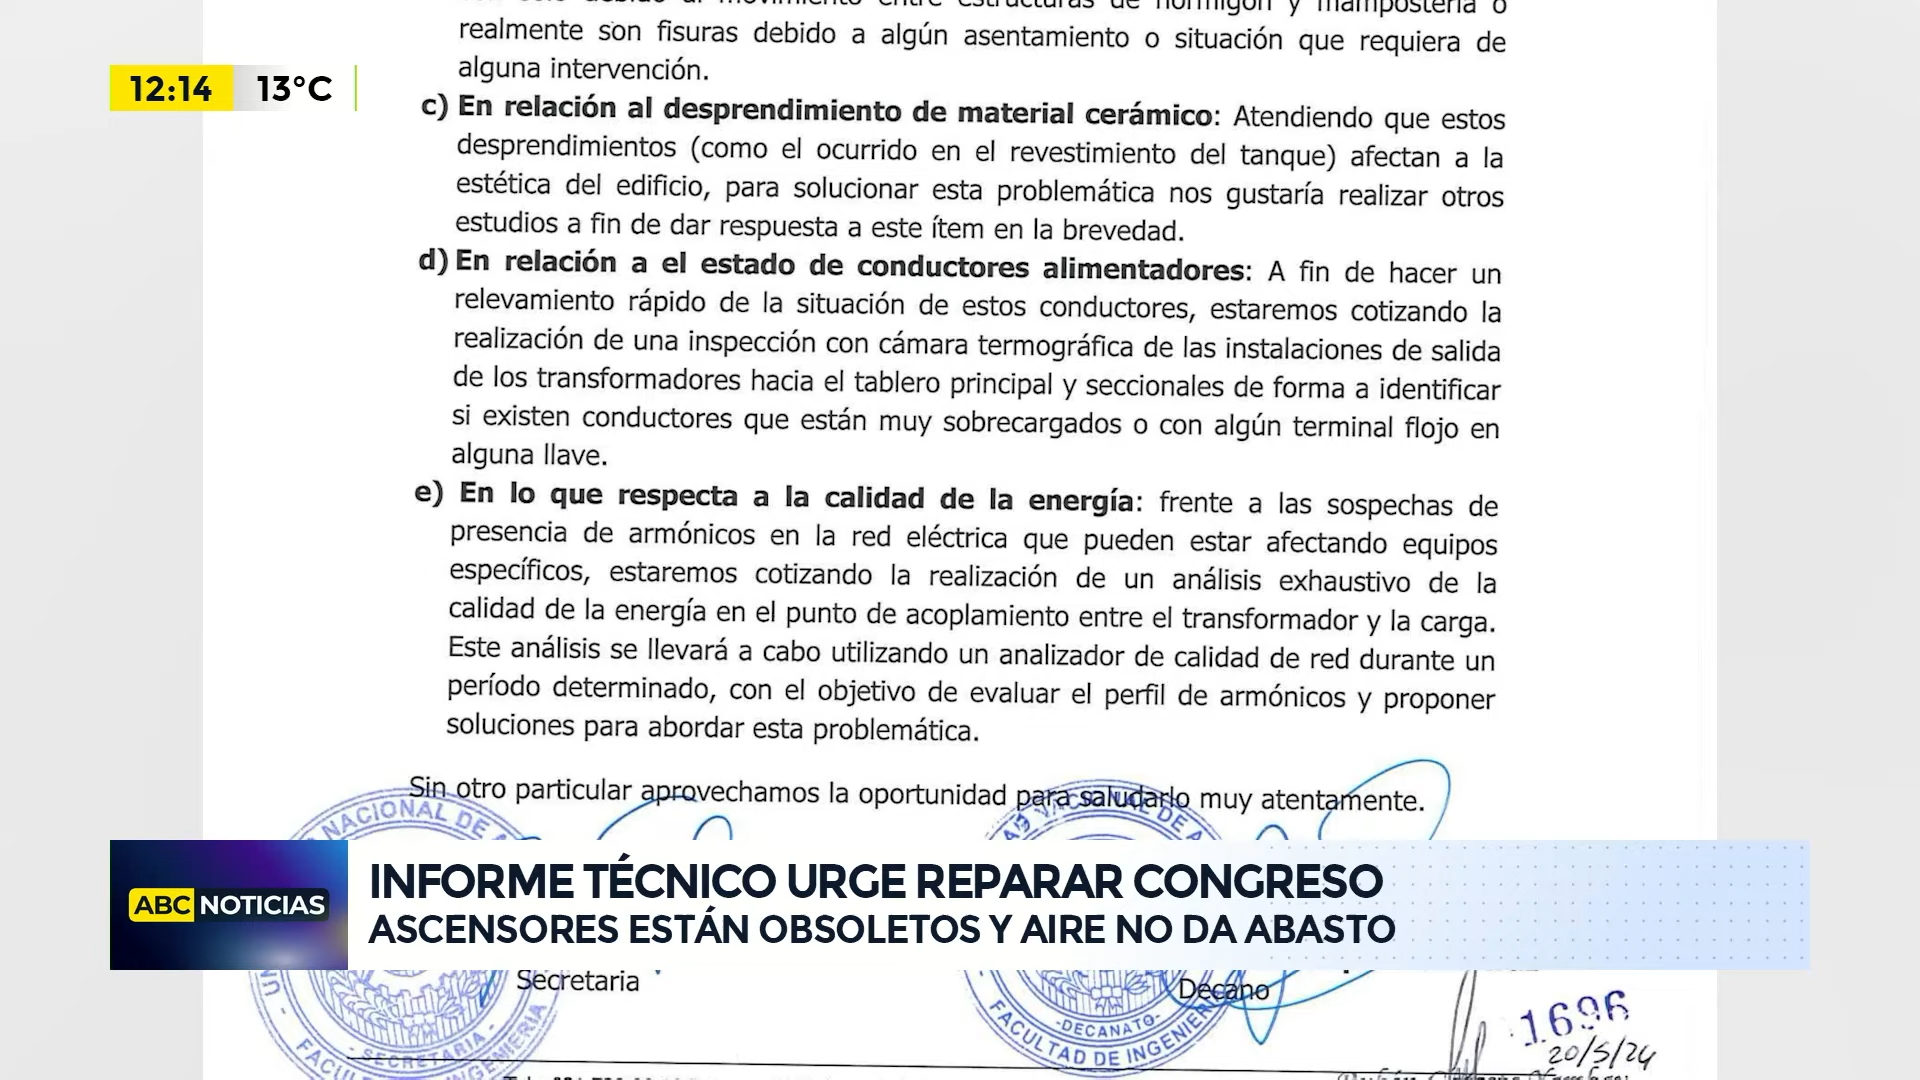 realmente son fisuras debido a algún asentamiento o situación que requiera de
alguna intervención.
12:14 13°C
c) En relación al desprendimiento de material cerámico: Atendiendo que estos
desprendimientos (como el ocurrido en el revestimiento del tanque) afectan a la
estética del edificio, para solucionar esta problemática nos gustaría realizar otros
estudios a fin de dar respuesta a este ítem en la brevedad.
d) En relación a el estado de conductores alimentadores: A fin de hacer un
relevamiento rápido de la situación de estos conductores, estaremos cotizando la
realización de una inspección con cámara termográfica de las instalaciones de salida
de los transformadores hacia el tablero principal y seccionales de forma a identificar
si existen conductores que están muy sobrecargados o con algún terminal flojo en
alguna llave.
e) En lo que respecta a la calidad de la energía: frente a las sospechas de
presencia de armónicos en la red eléctrica que pueden estar afectando equipos
específicos, estaremos cotizando la realización de un análisis exhaustivo de la
calidad de la energía en el punto de acoplamiento entre el transformador y la carga.
Este análisis se llevará a cabo utilizando un analizador de calidad de red durante un
período determinado, con el objetivo de evaluar el perfil de armónicos y proponer
soluciones para abordar esta problemática.
Sin otro particular aprovechamos la oportunidad para saludarlo muy atentamente.
NACIONAL DE
NACIONAL DE A
ABC NOTICIAS
INFORME TÉCNICO URGE REPARAR CONGRESO
ASCENSORES ESTÁN OBSOLETOS Y AIRE NO DA ABASTO
Secretaria
Decano
- SECRETARIA -
-DECANATO-
FACULTAD DE INGENIERIA
1696
20/5/24